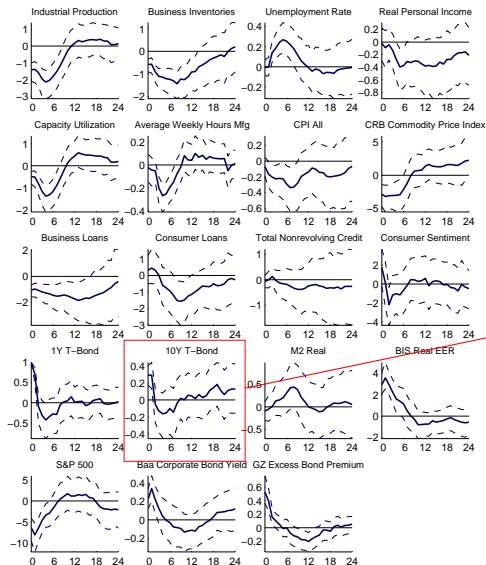 Industrial Production Business Inventories Unemployment Rate Real Personal Income
1 0 −1 −2 −3
1 0 −1 −2 −3
0.4 0.2 0 −0.2
0.2 0 −0.2 −0.4 −0.6 −0.8
0 6 12 18 24 0 6 12 18 24 0 6 12 18 24 0 6 12 18 24
Capacity Utilization Average Weekly Hours Mfg CPI All CRB Commodity Price Index
1 0 −1 −2
0.2 0 −0.2 −0.4
0.2 0 −0.2 −0.4 −0.6
5 0 −5
0 6 12 18 24 0 6 12 18 24 0 6 12 18 24 0 6 12 18 24
Business Loans Consumer Loans Total Nonrevolving Credit Consumer Sentiment
2 0 −2
1 0 −1 −2 −3
1 0 −1
2 0 −2 −4
0 6 12 18 24 0 6 12 18 24 0 6 12 18 24 0 6 12 18 24
1Y T−Bond 10Y T−Bond M2 Real BIS Real EER
1 0.5 0 −0.5
0.4 0.2 0 −0.2 −0.4
0.5 0 −0.5
4 2 0 −2
0 6 12 18 24 0 6 12 18 24 0 6 12 18 24 0 6 12 18 24
S&P 500 Baa Corporate Bond Yield GZ Excess Bond Premium
5 0 −5 −10
0.4 0.2 0 −0.2
0.6 0.4 0.2 0 −0.2
0 6 12 18 24 0 6 12 18 24 0 6 12 18 24